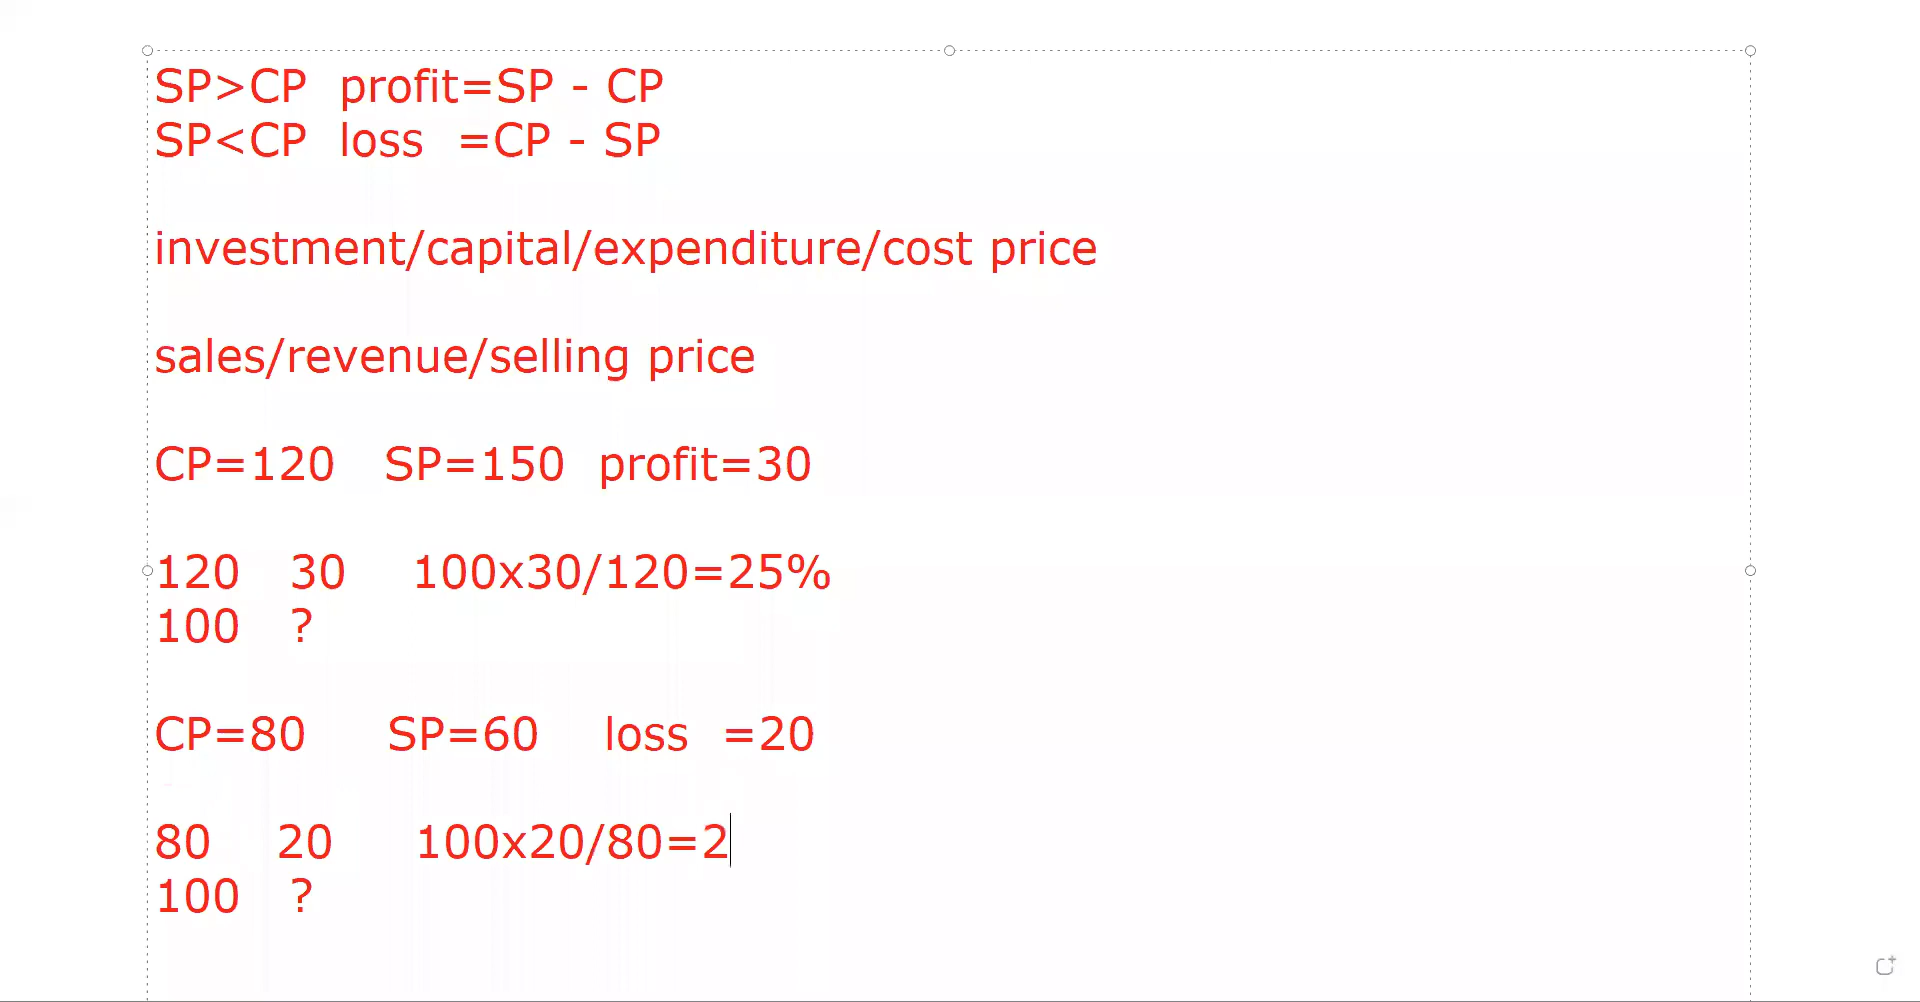 SP>CP profit=SP - CP
SP<CP loss =CP - SP
investment/capital/expenditure/cost price
sales/revenue/selling price
CP=120 SP=150 profit=30
120 30 100x30/120=25%
100 ?
CP=80 SP=60 loss =20
80 20 100x20/80=2
100 ?